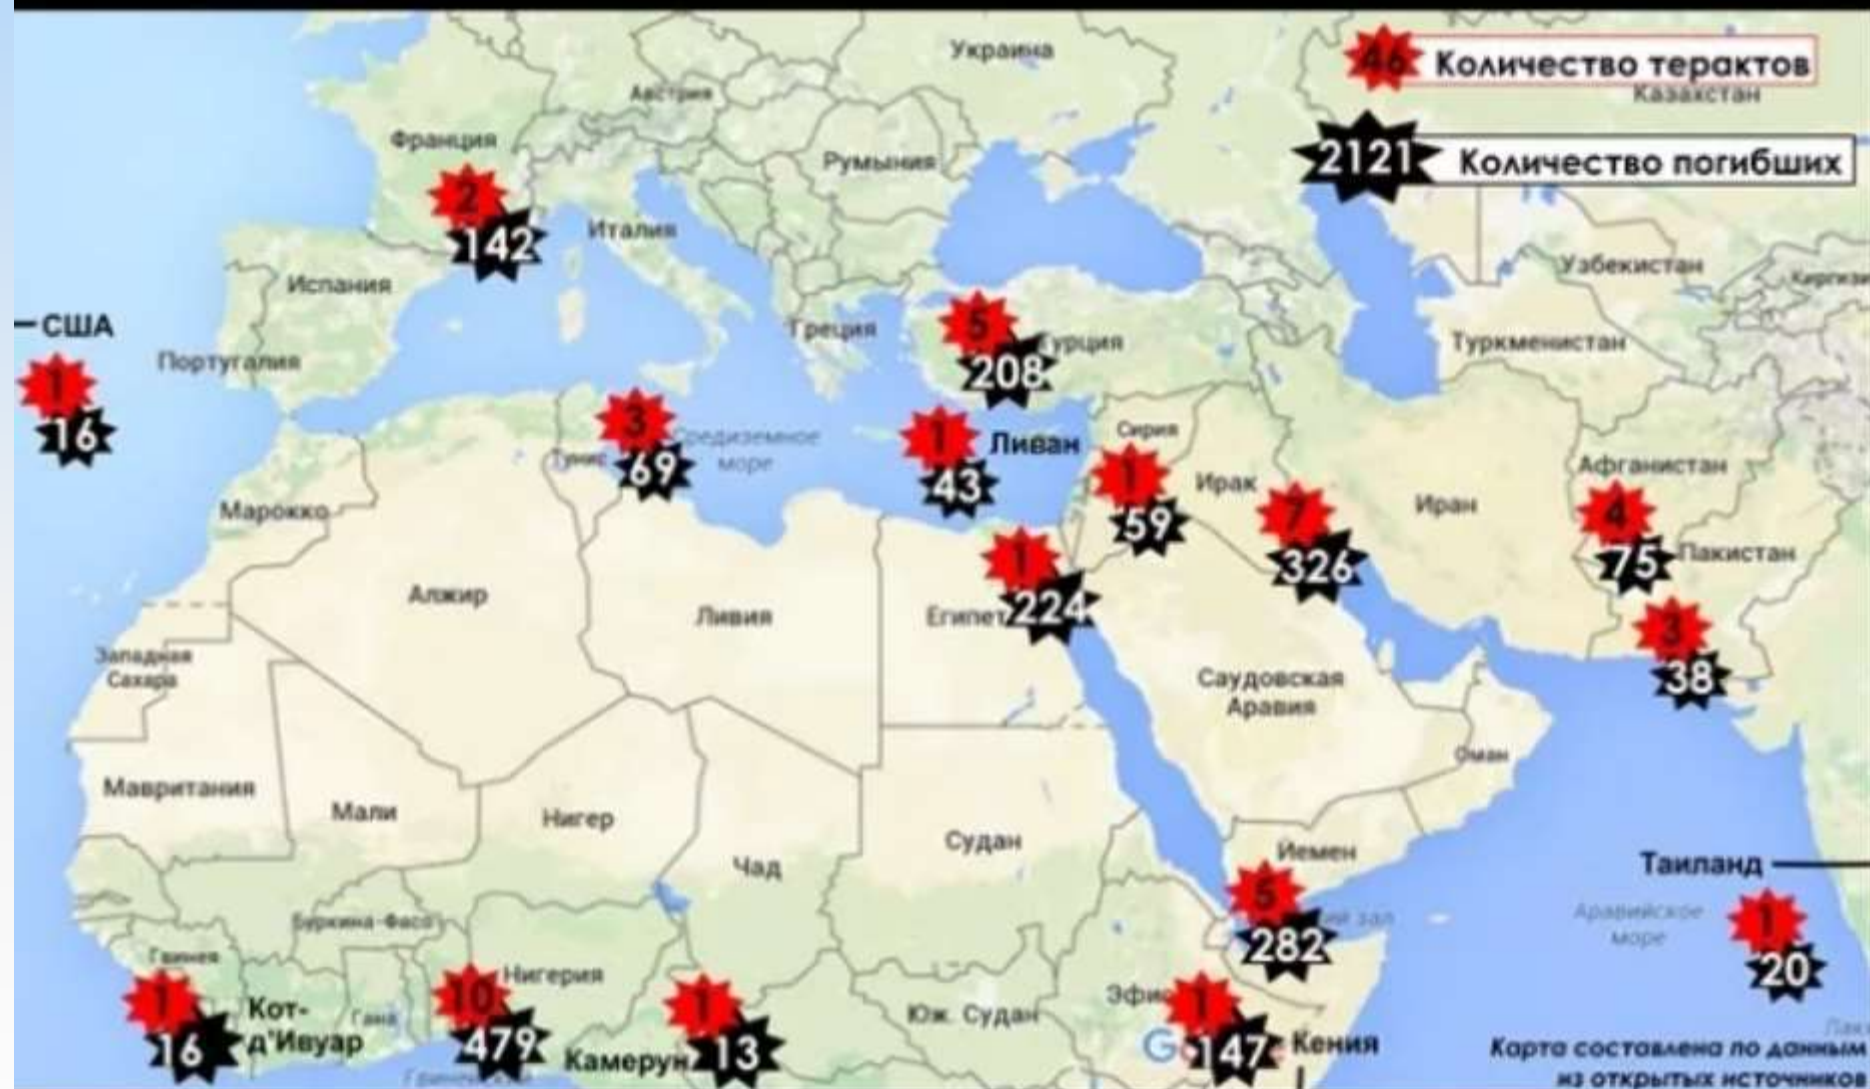 Украина
46 Количество терактов
Казахстан
Австрия
Франция
2121 Количество погибших
Румыния
2
142
Италия
Узбекистан
Испания
США
5
Греция
Турция
Туркменистан
Португалия
208
1
16
3
Средиземное
море
1
Ливан
43
Сирия
Тунис
69
Афганистан
1
Ирак
59
Иран
Марокко
7
326
4
75
Пакистан
1
Египет
224
Алжир
Ливия
3
38
Западная
Сахара
Саудовская
Аравия
Оман
Мавритания
Мали
Нигер
Судан
Чад
Йемен
Таиланд
5
282
ий зал
Аравийское
море
1
20
Буркина-Фасо
Гвинея
Нигерия
1
16
Кот-
д'Ивуар
Гана
10
479
Камерун
1
13
Юж. Судан
Эфи
1
G
147
Кения
Карта составлена по данным
из открытых источников